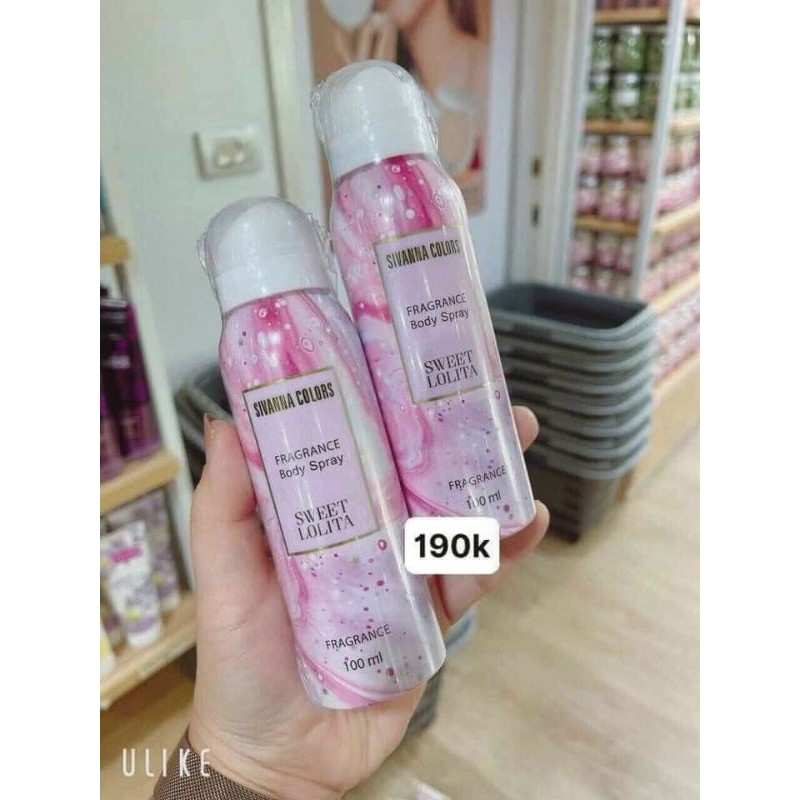 SIVANNA COLORS
FRAGRANCE
Body Spray
SWEET
LOLITA
FRAGRANCE
100 ml
SIVANNA COLORS
FRAGRANCE
Body Spray
SWEET
LOLITA
FRAGRANCE
100 ml
190k
ULIKE